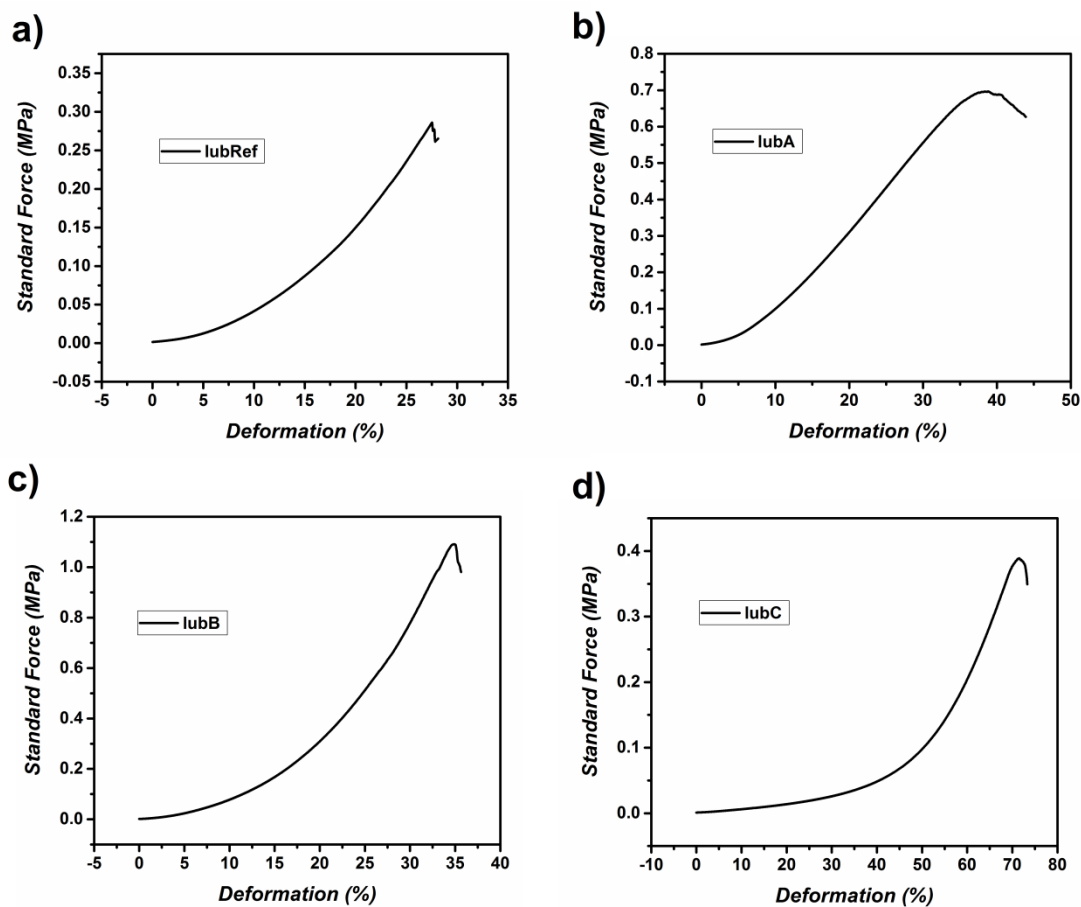 a)
0.35
0.30
0.25
0.20
0.15
0.10
0.05
0.00
-0.05
Standard Force (MPa)
lubRef
-5 0 5 10 15 20 25 30 35
Deformation (%)
b)
0.8
0.7
0.6
0.5
0.4
0.3
0.2
0.1
0.0
-0.1
Standard Force (MPa)
lubA
0 10 20 30 40 50
Deformation (%)
c)
1.2
1.0
0.8
0.6
0.4
0.2
0.0
Standard Force (MPa)
lubB
-5 0 5 10 15 20 25 30 35 40
Deformation (%)
d)
0.4
0.3
0.2
0.1
0.0
Standard Force (MPa)
lubC
-10 0 10 20 30 40 50 60 70 80
Deformation (%)